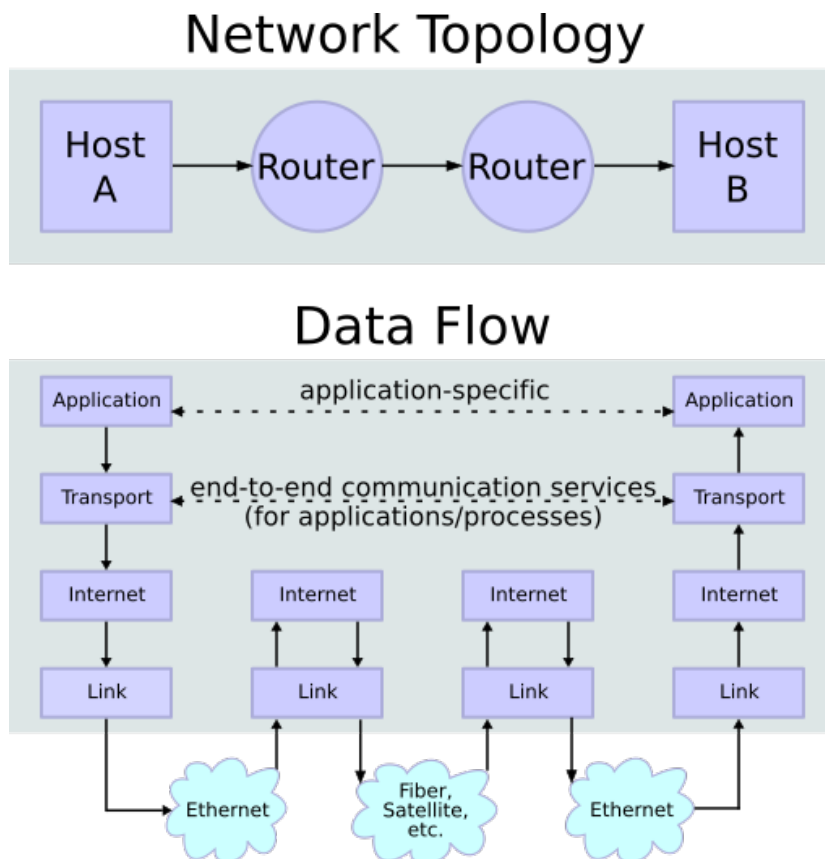 Network Topology
Host
A
Router
Router
Host
B
Data Flow
Application
application-specific
Application
Transport
end-to-end communication services
(for applications/processes)
Transport
Internet
Internet
Internet
Internet
Link
Link
Link
Link
Ethernet
Fiber,
Satellite,
etc.
Ethernet